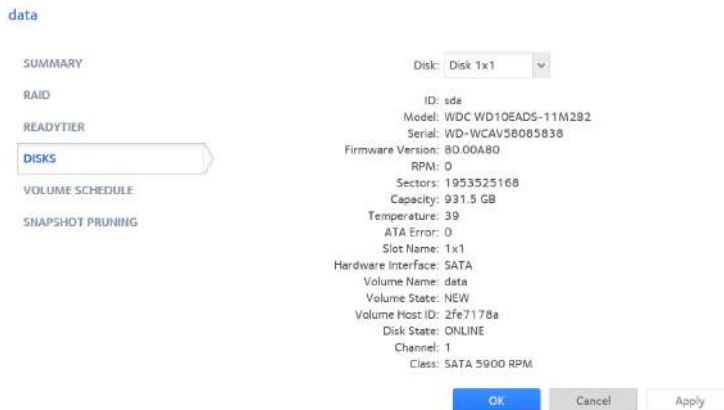 data
SUMMARY
RAID
READYTIER
DISKS
VOLUME SCHEDULE
SNAPSHOT PRUNING
Disk: Disk 1x1
ID: sda
Model: WDC WD10EADS-11M2B2
Serial: WD-WCAV58085838
Firmware Version: 80.00A80
RPM: 0
Sectors: 1953525168
Capacity: 931.5 GB
Temperature: 39
ATA Error: 0
Slot Name: 1x1
Hardware Interface: SATA
Volume Name: data
Volume State: NEW
Volume Host ID: 2fe7178a
Disk State: ONLINE
Channel: 1
Class: SATA 5900 RPM
OK Cancel Apply